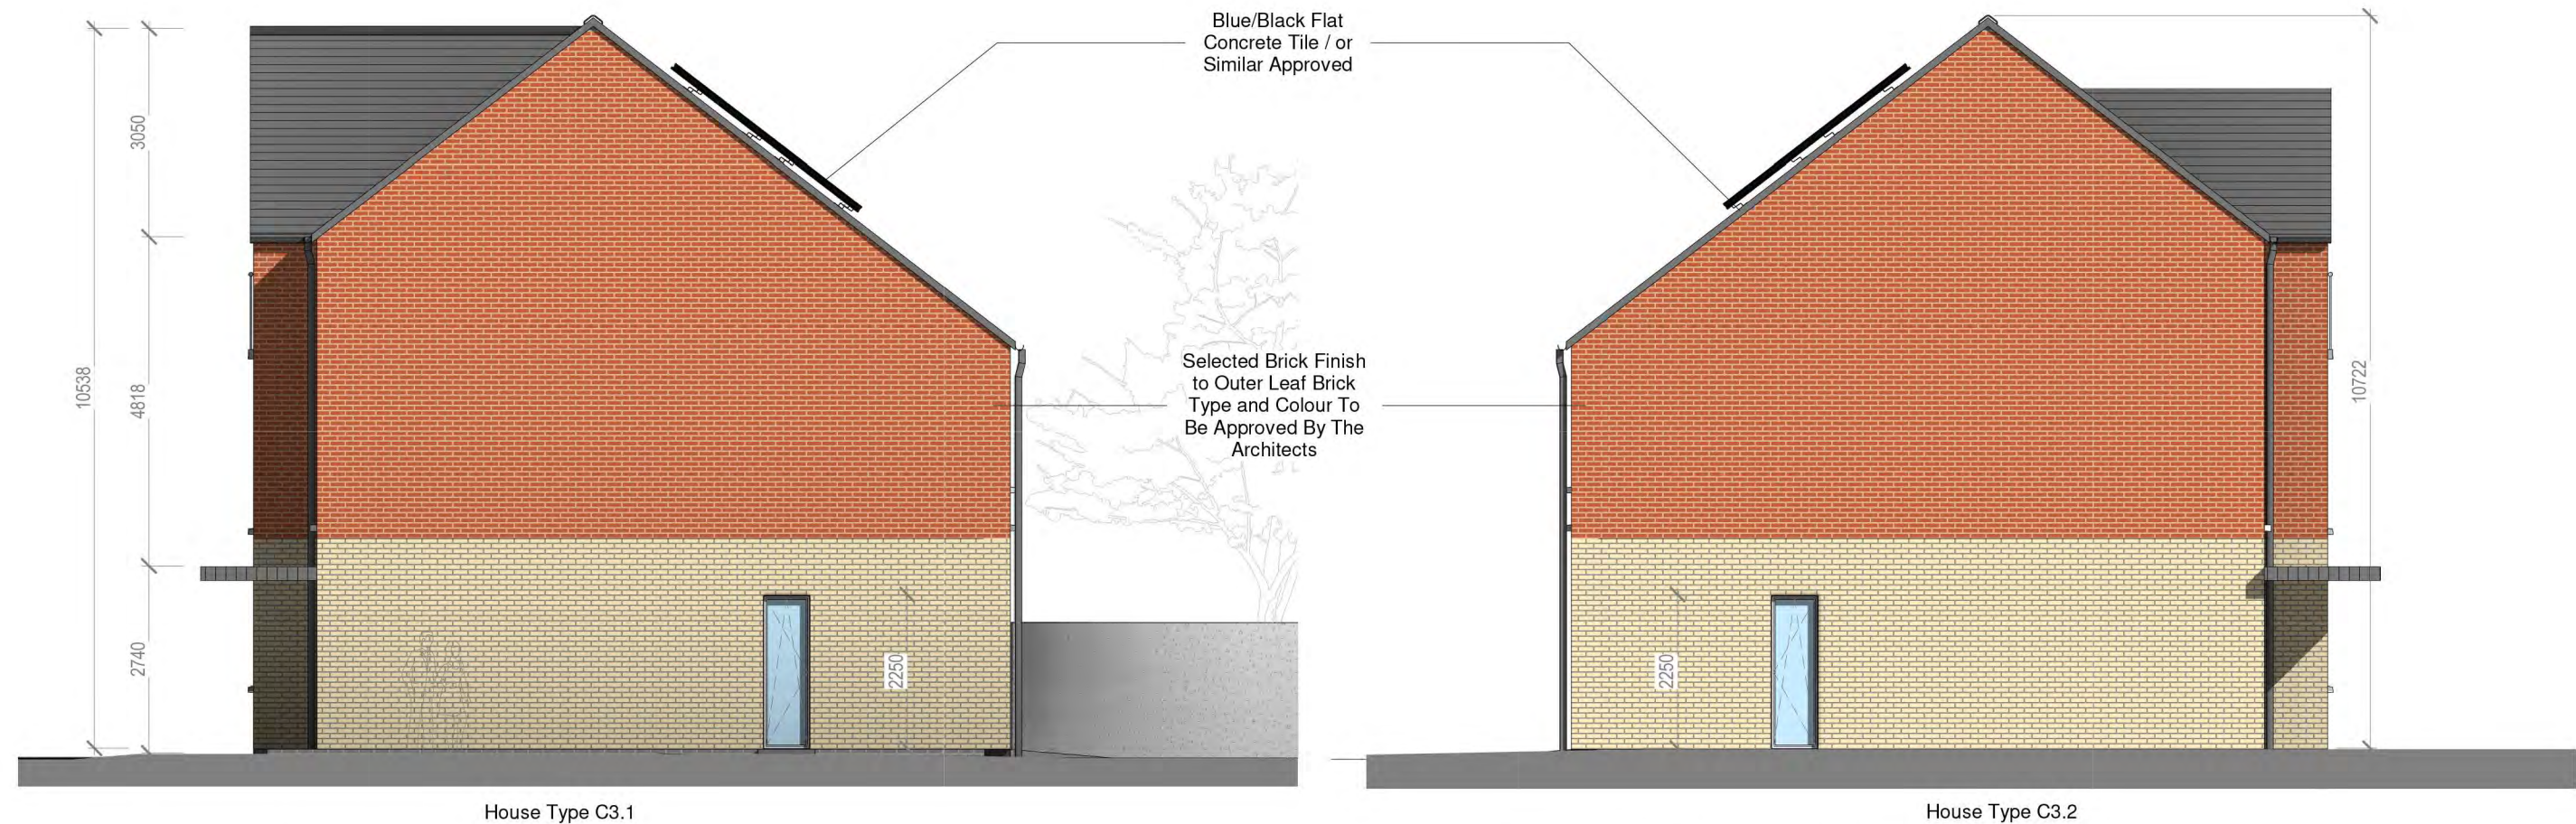 Blue/Black Flat
Concrete Tile / or
Similar Approved
3050
10538
4818
2740
2250
Selected Brick Finish
to Outer Leaf Brick
Type and Colour To
Be Approved By The
Architects
2250
10722
House Type C3.1
House Type C3.2